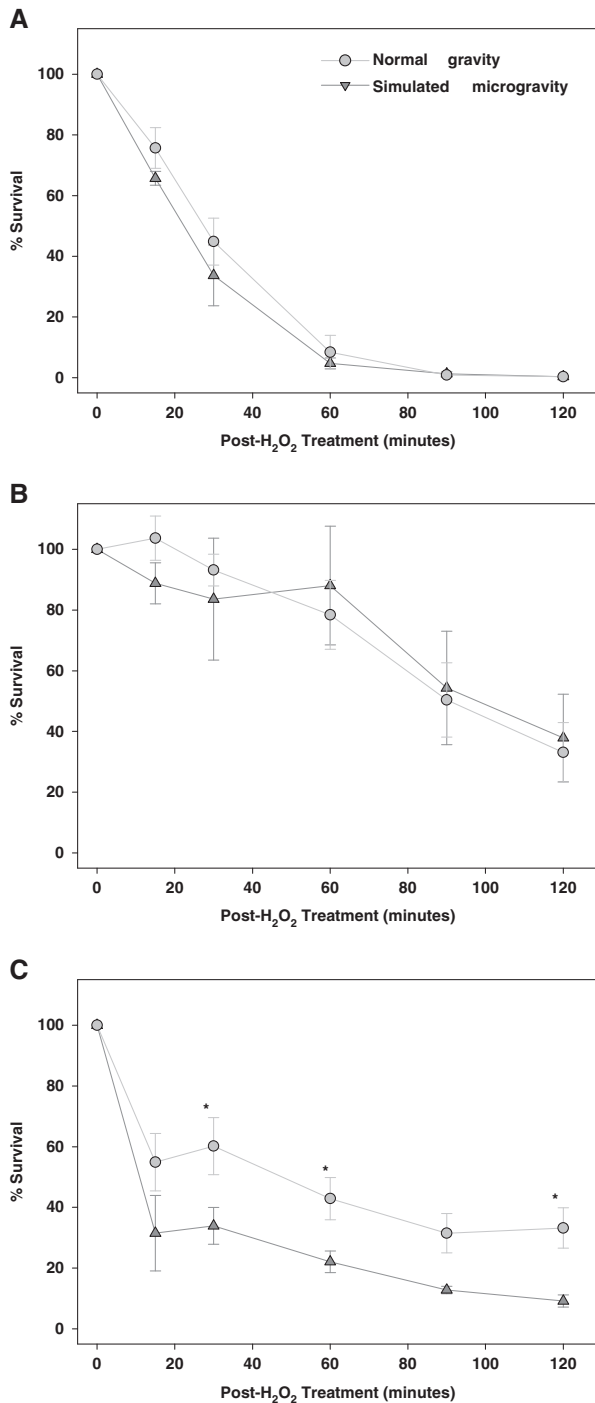 A
Normal gravity
Simulated microgravity
100
80
60
40
20
0
% Survival
0 20 40 60 80 100 120
Post-H₂O₂ Treatment (minutes)
B
100
80
60
40
20
0
% Survival
0 20 40 60 80 100 120
Post-H₂O₂ Treatment (minutes)
C
100
80
60
40
20
0
% Survival
*
*
*
0 20 40 60 80 100 120
Post-H₂O₂ Treatment (minutes)